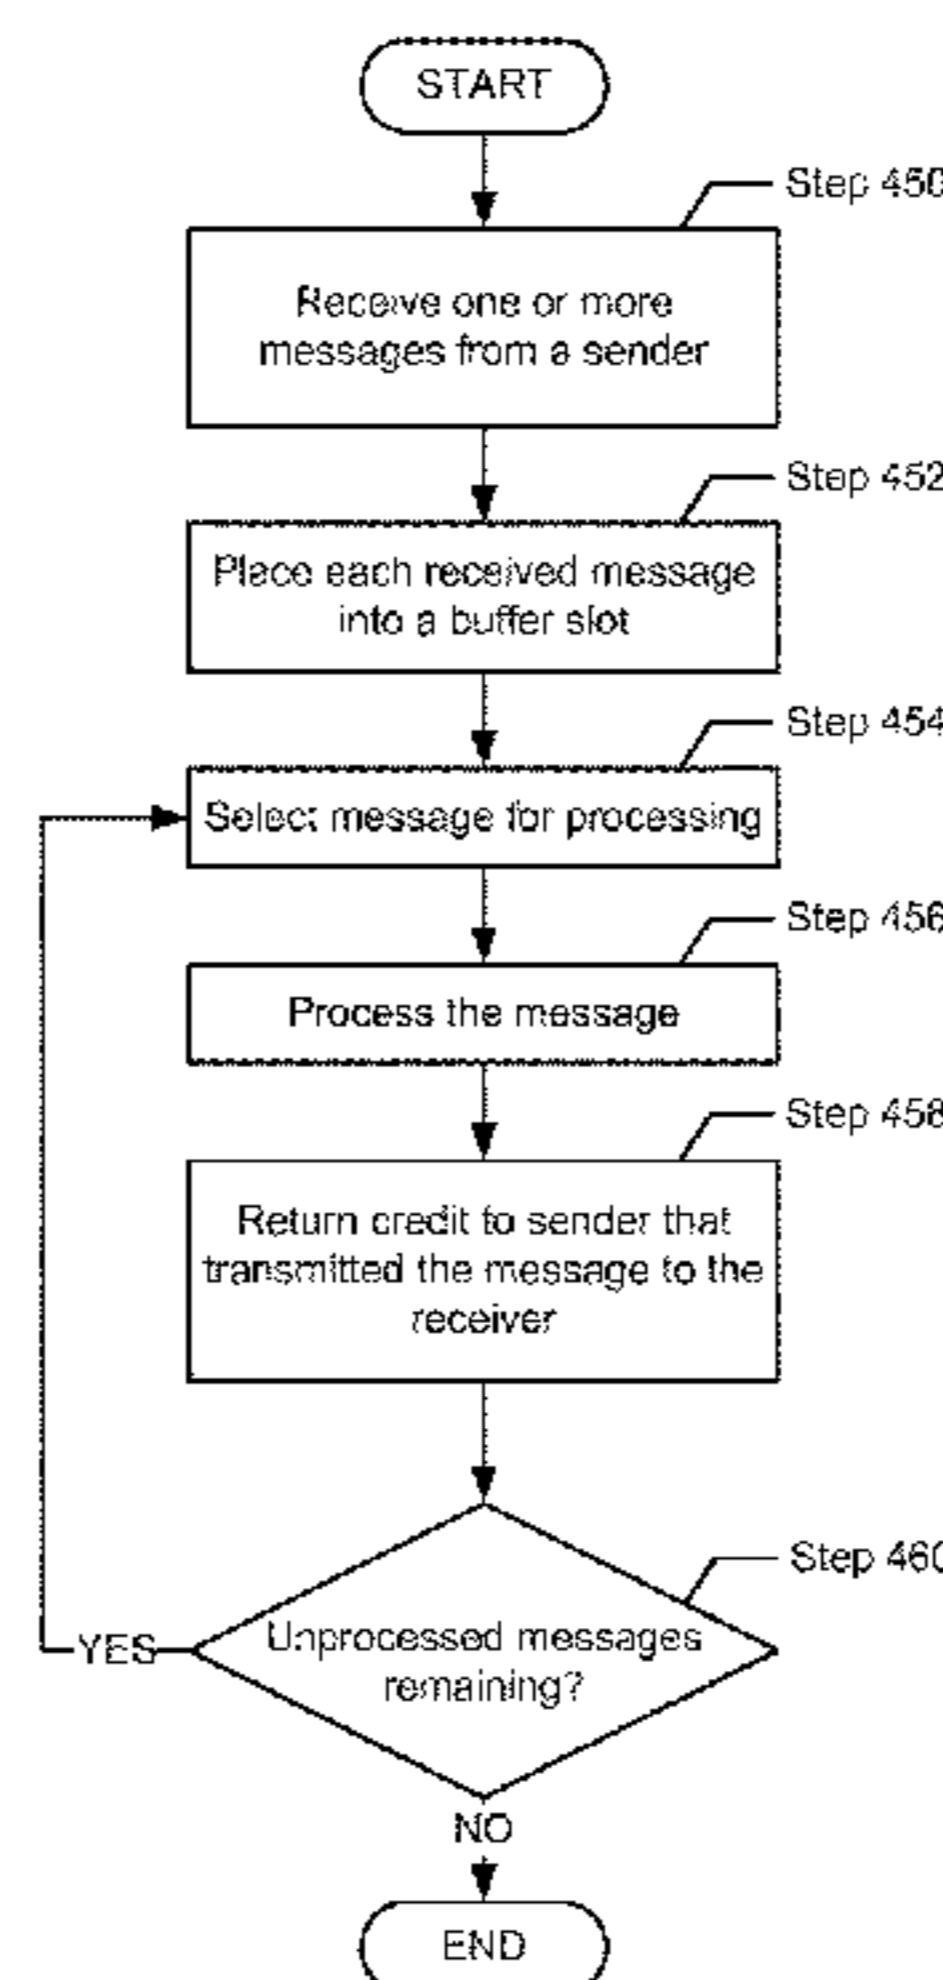 START
Step 450
Receive one or more
messages from a sender
Step 452
Place each received message
into a buffer slot
Step 454
Select message for processing
Step 456
Process the message
Step 458
Return credit to sender that
transmitted the message to the
receiver
Step 460
Unprocessed messages
remaining?
YES
NO
END